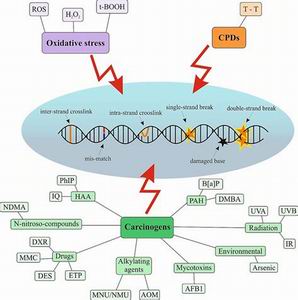 ROS
H₂O₂
t-BOOH
T - T
Oxidative stress
CPDs
inter-strand crosslink
intra-strand crosslink
single-strand break
double-strand break
mis-match
damaged base
PhIP
B[a]P
IQ
HAA
PAH
DMBA
NDMA
UVA
UVB
N-nitroso-compounds
Carcinogens
Radiation
IR
DXR
Drugs
Environmental
MMC
Alkylating
agents
Mycotoxins
Arsenic
DES
ETP
AFB1
MNU/NMU
AOM